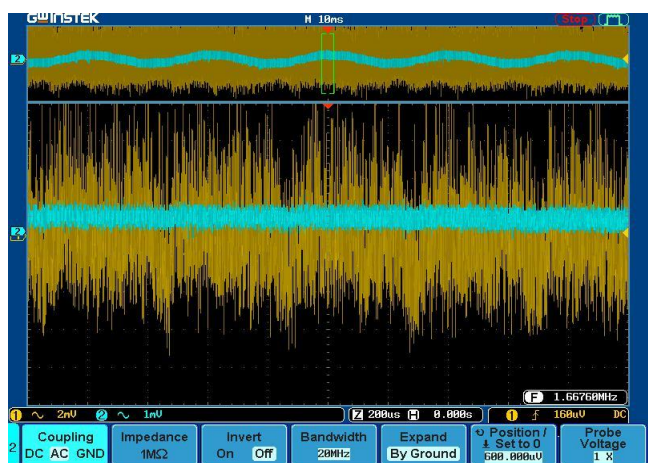 GWINSTEK M 10ms Stop
2
2
1 2mV 2 1mV Z 200us H 0.000s 1 160uV DC
F 1.66760MHz
2
Coupling
DC AC GND
Impedance
1MΩ
Invert
On Off
Bandwidth
20MHz
Expand
By Ground
Position /
Set to 0
600.000uV
Probe
Voltage
1 X